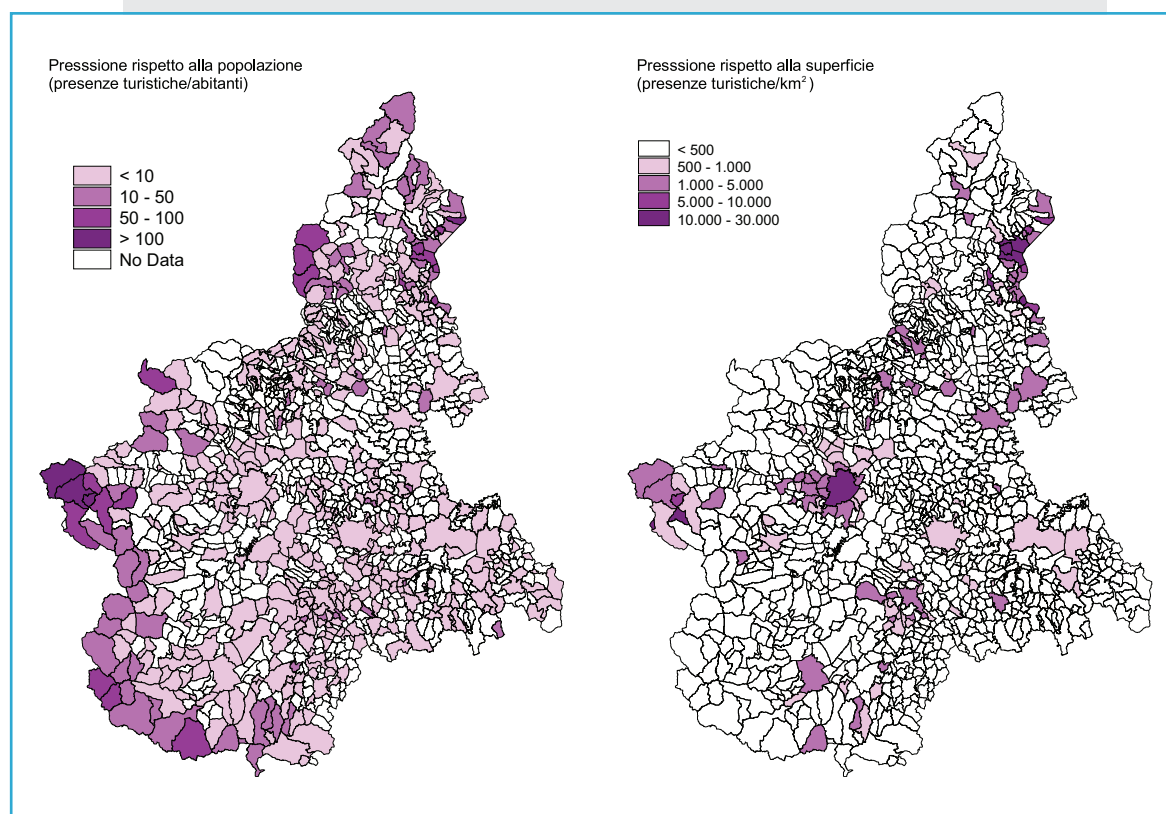 Presssione rispetto alla popolazione
(presenze turistiche/abitanti)
< 10
10 - 50
50 - 100
> 100
No Data
Presssione rispetto alla superficie
(presenze turistiche/km²)
< 500
500 - 1.000
1.000 - 5.000
5.000 - 10.000
10.000 - 30.000